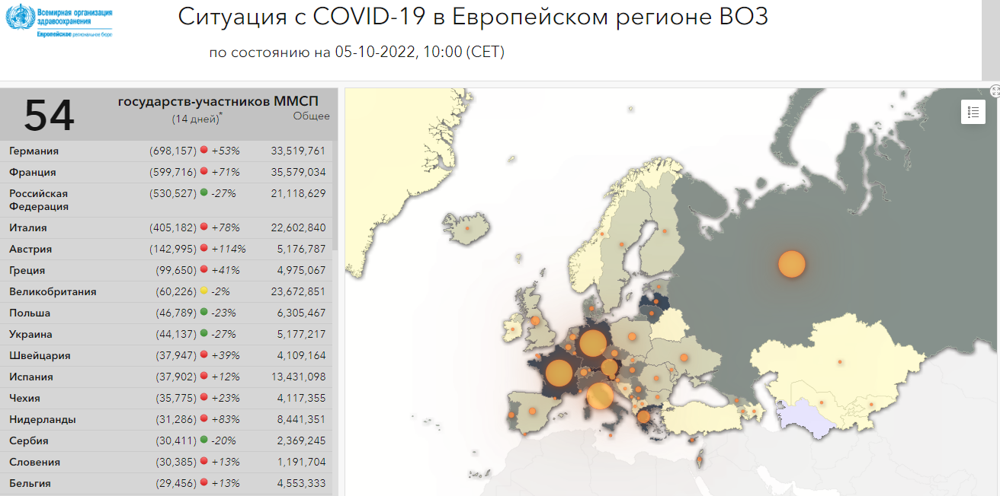 Всемирная организация
здравоохранения
Европейское региональное бюро
Ситуация с COVID-19 в Европейском регионе ВОЗ
по состоянию на 05-10-2022, 10:00 (CET)
54
государств-участников ММСП
(14 дней)* Общее
Германия (698,157) +53% 33,519,761
Франция (599,716) +71% 35,579,034
Российская
Федерация (530,527) -27% 21,118,629
Италия (405,182) +78% 22,602,840
Австрия (142,995) +114% 5,176,787
Греция (99,650) +41% 4,975,067
Великобритания (60,226) -2% 23,672,851
Польша (46,789) -23% 6,305,467
Украина (44,137) -27% 5,177,217
Швейцария (37,947) +39% 4,109,164
Испания (37,902) +12% 13,431,098
Чехия (35,775) +23% 4,117,355
Нидерланды (31,286) +83% 8,441,351
Сербия (30,411) -20% 2,369,245
Словения (30,385) +13% 1,191,704
Бельгия (29,456) +13% 4,553,333